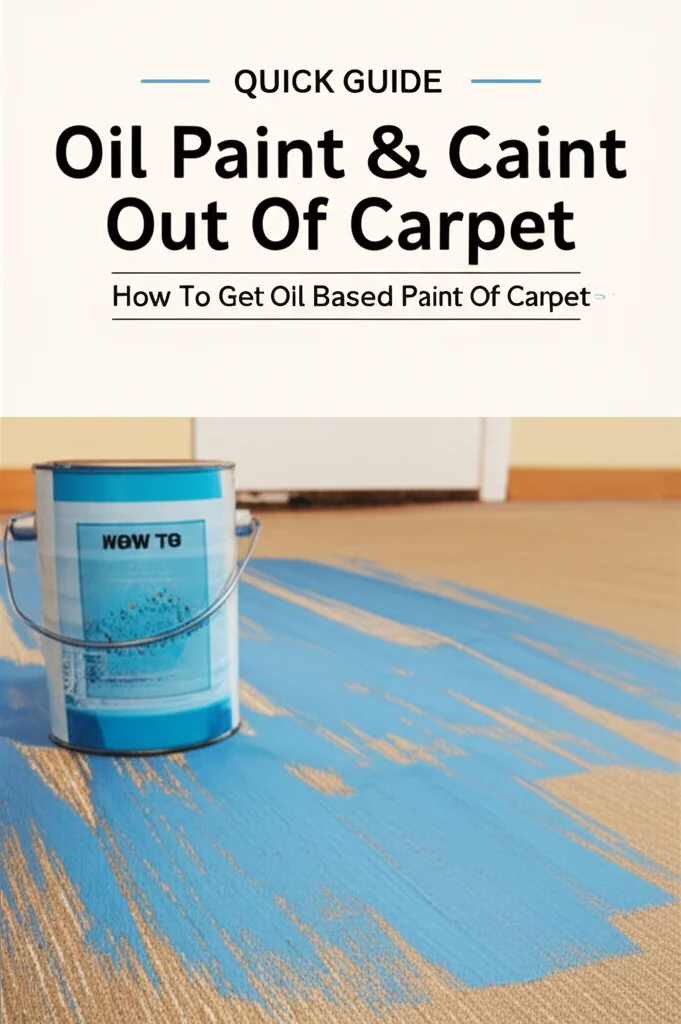 QUICK GUIDE
Oil Paint & Caint
Out Of Carpet
How To Get Oil Based Paint Of Carpet
WOW TO